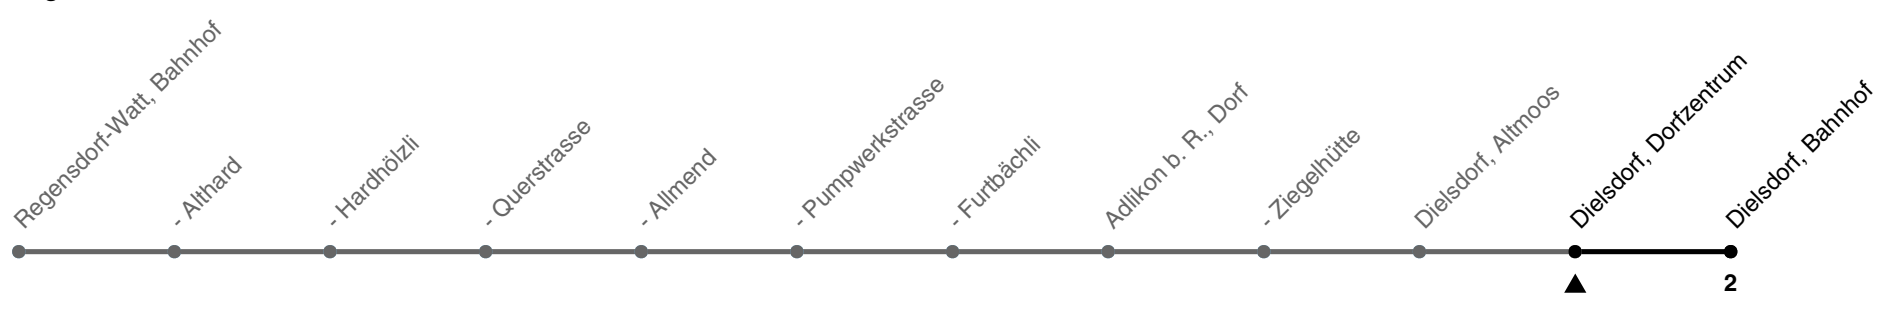 Regensdorf-Watt, Bahnhof
- Althard
- Hardhölzli
- Querstrasse
- Allmend
- Pumpwerkstrasse
- Furtbächli
Adlikon b. R., Dorf
- Ziegelhütte
Dielsdorf, Altmoos
Dielsdorf, Dorfzentrum
Dielsdorf, Bahnhof
2